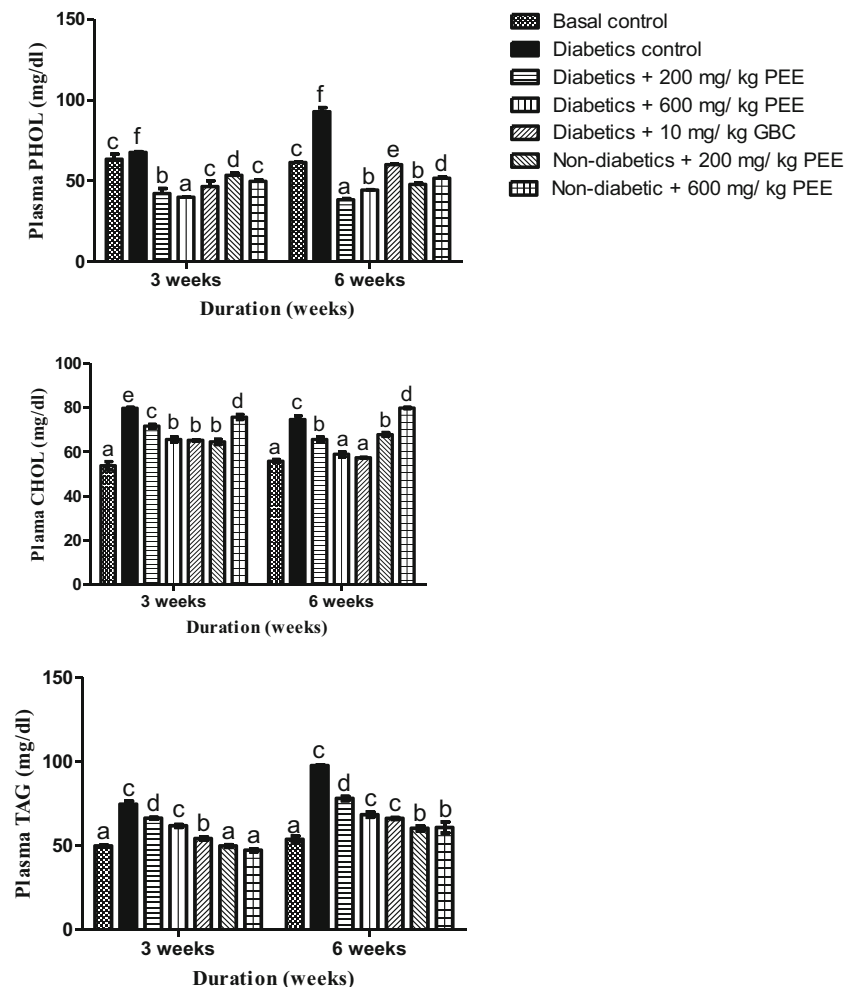 150
100
50
0
Plasma PHOL (mg/dl)
c f a a c d c
f c a b e b d
3 weeks 6 weeks
Duration (weeks)
Basal control
Diabetics control
Diabetics + 200 mg/ kg PEE
Diabetics + 600 mg/ kg PEE
Diabetics + 10 mg/ kg GBC
Non-diabetics + 200 mg/ kg PEE
Non-diabetic + 600 mg/ kg PEE
100
80
60
40
20
0
Plama CHOL (mg/dl)
a e c b b b d
a c b a a b d
3 weeks 6 weeks
Duration (weeks)
150
100
50
0
Plasma TAG (mg/dl)
a c d c b a a
a c d c c b b
3 weeks 6 weeks
Duration (weeks)